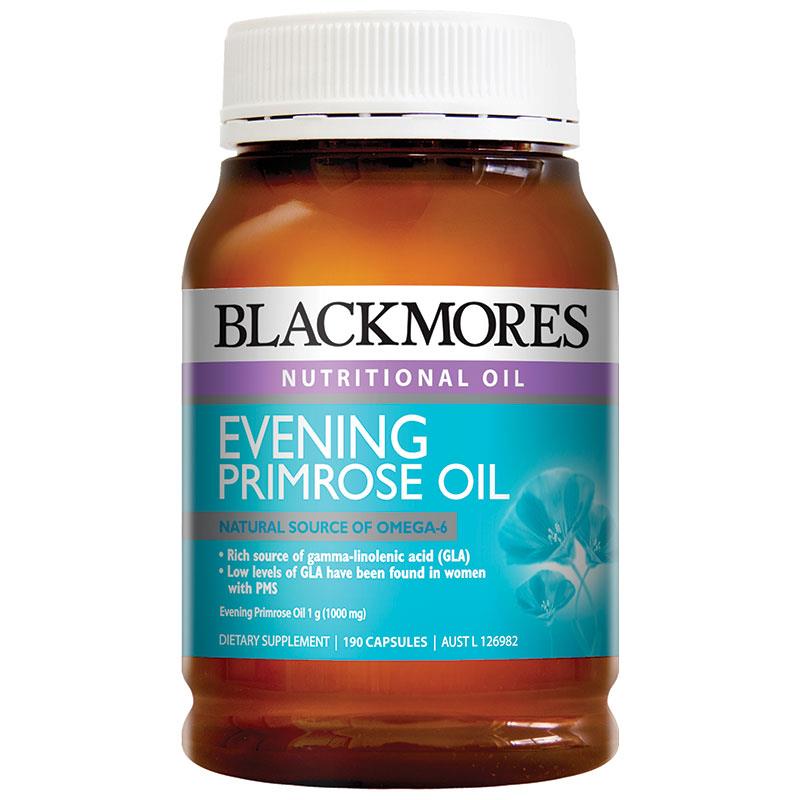 BLACKMORES
NUTRITIONAL OIL
EVENING
PRIMROSE OIL
NATURAL SOURCE OF OMEGA-6
• Rich source of gamma-linolenic acid (GLA)
• Low levels of GLA have been found in women
with PMS
Evening Primrose Oil 1 g (1000 mg)
DIETARY SUPPLEMENT | 190 CAPSULES | AUST L 126982